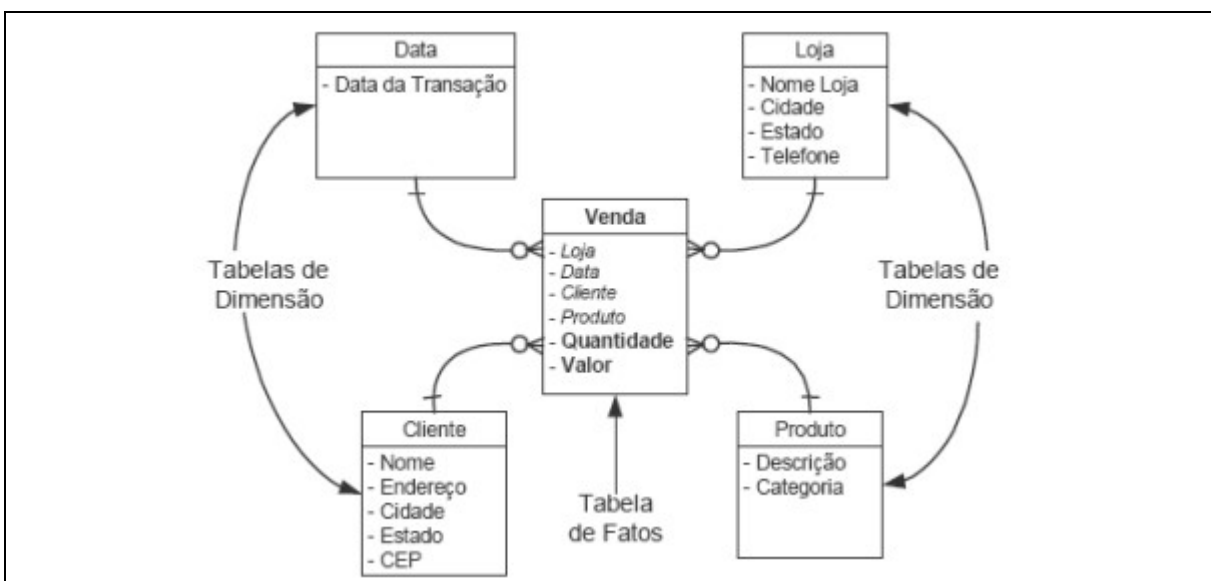 Data
- Data da Transação
Loja
- Nome Loja
- Cidade
- Estado
- Telefone
Tabelas de
Dimensão
Venda
- Loja
- Data
- Cliente
- Produto
- Quantidade
- Valor
Tabelas de
Dimensão
Cliente
- Nome
- Endereço
- Cidade
- Estado
- CEP
Tabela
de Fatos
Produto
- Descrição
- Categoria